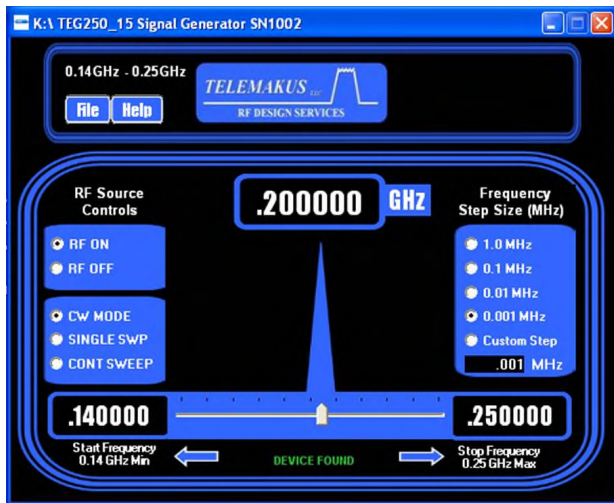 K:\ TEG250_15 Signal Generator SN1002
0.14GHz - 0.25GHz
File Help
TELEMAKUS LLC
RF DESIGN SERVICES
RF Source
Controls
RF ON
RF OFF
CW MODE
SINGLE SWP
CONT SWEEP
.200000 GHz
Frequency
Step Size (MHz)
1.0 MHz
0.1 MHz
0.01 MHz
0.001 MHz
Custom Step
.001 MHz
.140000
.250000
Start Frequency
0.14 GHz Min
DEVICE FOUND
Stop Frequency
0.25 GHz Max